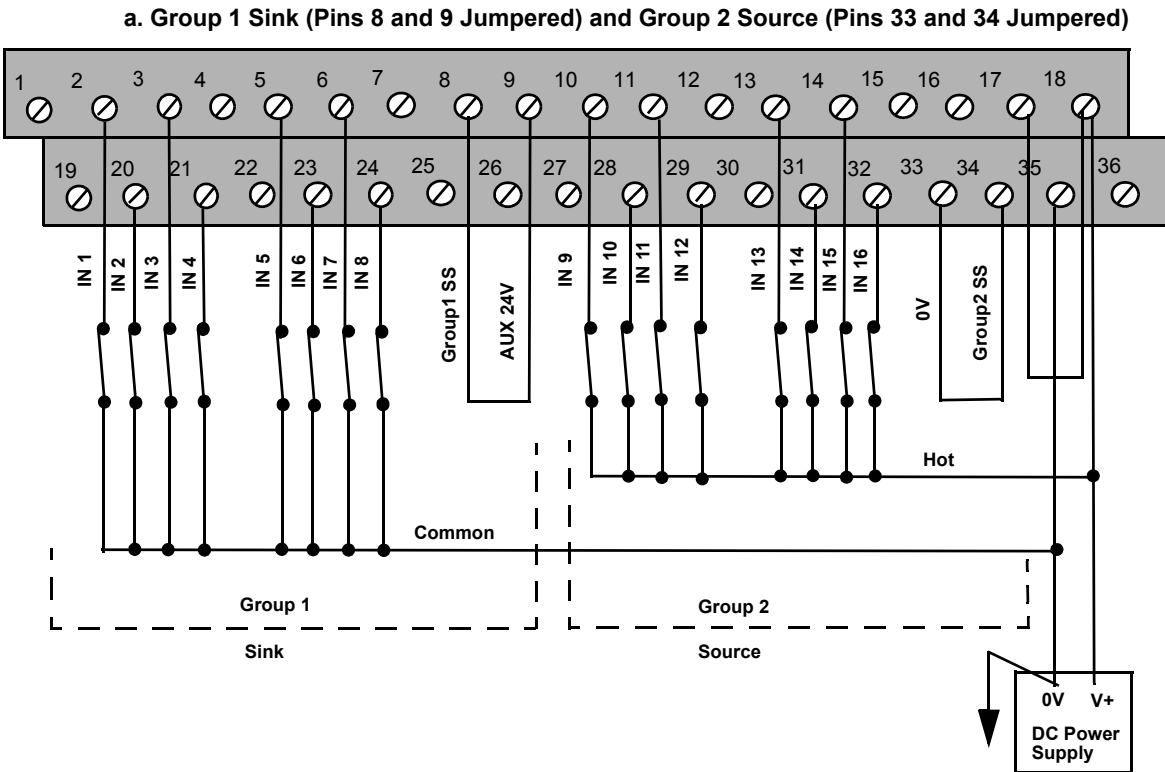 a. Group 1 Sink (Pins 8 and 9 Jumpered) and Group 2 Source (Pins 33 and 34 Jumpered)
1 2 3 4 5 6 7 8 9 10 11 12 13 14 15 16 17 18
19 20 21 22 23 24 25 26 27 28 29 30 31 32 33 34 35 36
IN 1
IN 2
IN 3
IN 4
IN 5
IN 6
IN 7
IN 8
Group1 SS
AUX 24V
IN 9
IN 10
IN 11
IN 12
IN 13
IN 14
IN 15
IN 16
0V
Group2 SS
Hot
Common
Group 1
Group 2
Sink
Source
0V V+
DC Power
Supply